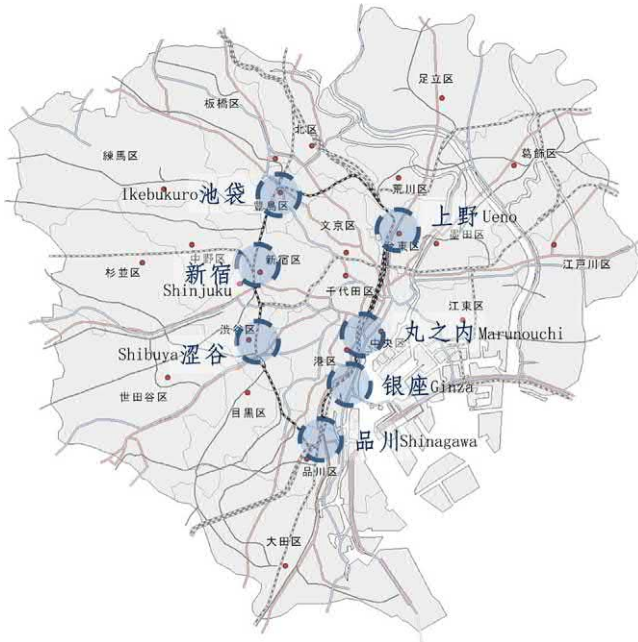 足立区
板橋区
北区
練馬区
葛飾区
荒川区
Ikebukuro池袋
豊島区
文京区
上野Ueno
台東区
墨田区
中野区
新宿区
新宿
Shinjuku
杉並区
江戸川区
千代田区
江東区
渋谷区
丸之内Marunouchi
中央区
Shibuya涩谷
港区
世田谷区
目黒区
银座Ginza
品川Shinagawa
品川区
大田区